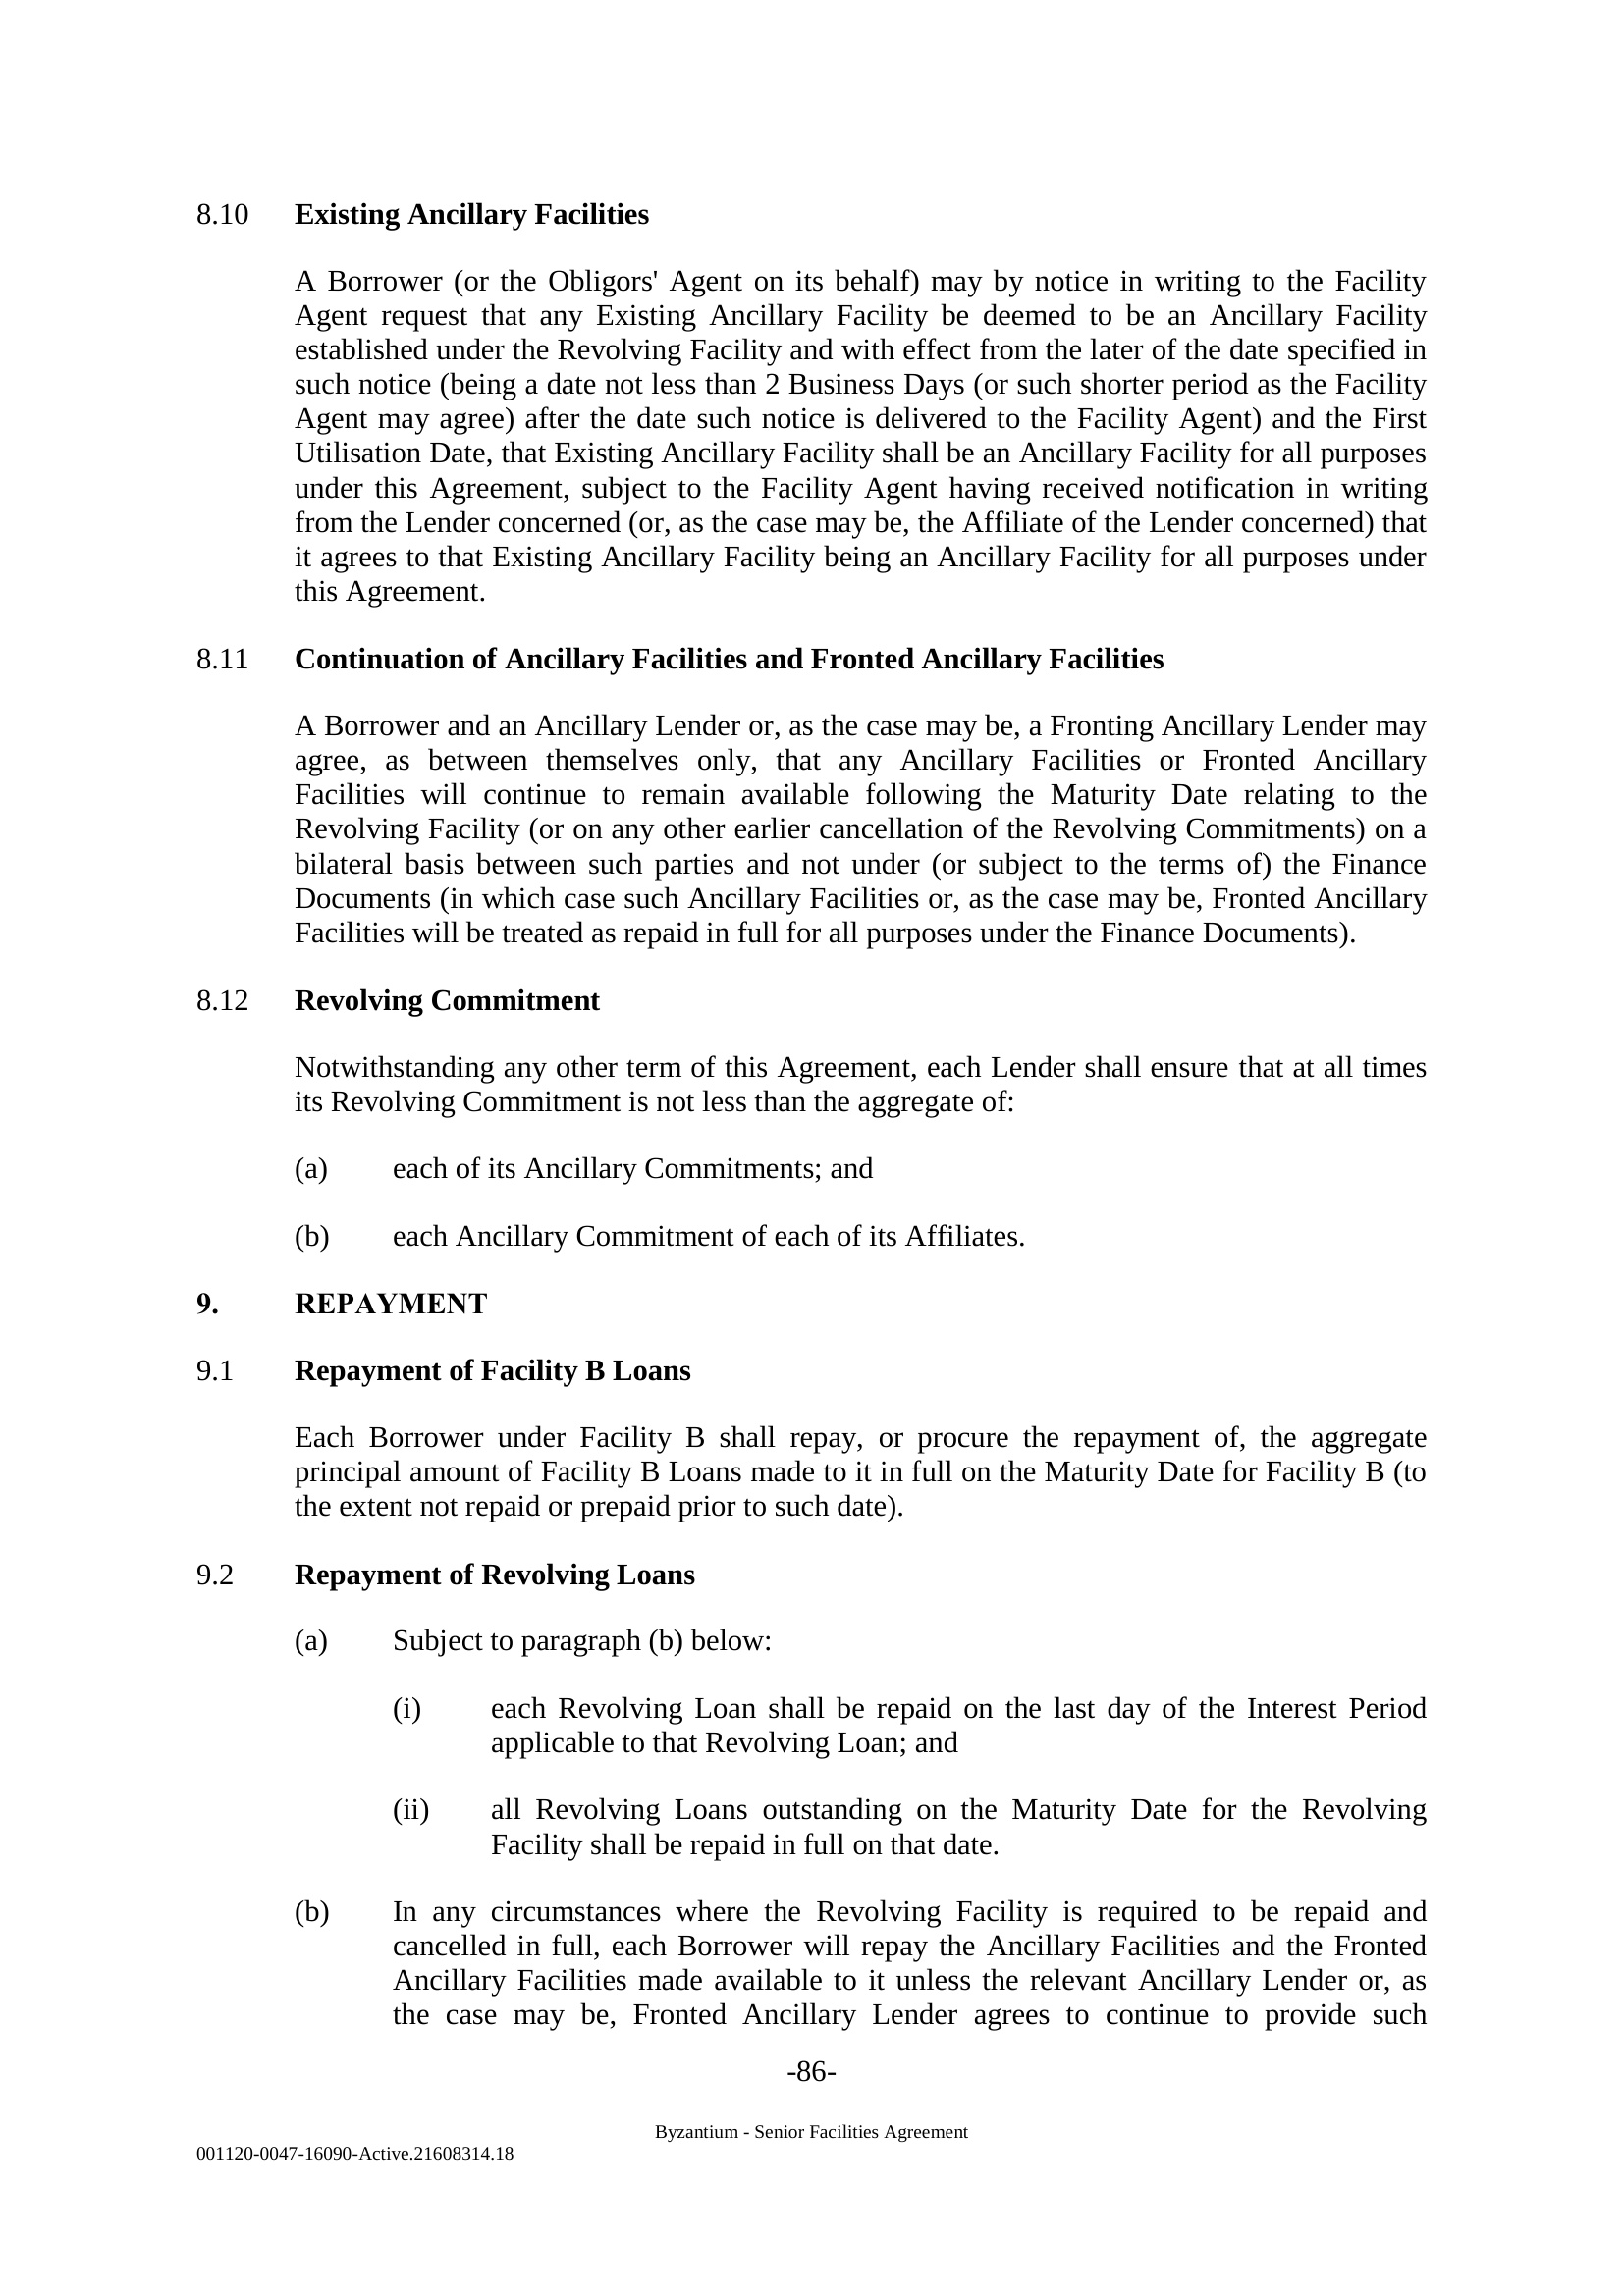 8.10 Existing Ancillary Facilities
A Borrower (or the Obligors' Agent on its behalf) may by notice in writing to the Facility
Agent request that any Existing Ancillary Facility be deemed to be an Ancillary Facility
established under the Revolving Facility and with effect from the later of the date specified in
such notice (being a date not less than 2 Business Days (or such shorter period as the Facility
Agent may agree) after the date such notice is delivered to the Facility Agent) and the First
Utilisation Date, that Existing Ancillary Facility shall be an Ancillary Facility for all purposes
under this Agreement, subject to the Facility Agent having received notification in writing
from the Lender concerned (or, as the case may be, the Affiliate of the Lender concerned) that
it agrees to that Existing Ancillary Facility being an Ancillary Facility for all purposes under
this Agreement.
8.11 Continuation of Ancillary Facilities and Fronted Ancillary Facilities
A Borrower and an Ancillary Lender or, as the case may be, a Fronting Ancillary Lender may
agree, as between themselves only, that any Ancillary Facilities or Fronted Ancillary
Facilities will continue to remain available following the Maturity Date relating to the
Revolving Facility (or on any other earlier cancellation of the Revolving Commitments) on a
bilateral basis between such parties and not under (or subject to the terms of) the Finance
Documents (in which case such Ancillary Facilities or, as the case may be, Fronted Ancillary
Facilities will be treated as repaid in full for all purposes under the Finance Documents).
8.12 Revolving Commitment
Notwithstanding any other term of this Agreement, each Lender shall ensure that at all times
its Revolving Commitment is not less than the aggregate of:
(a) each of its Ancillary Commitments; and
(b) each Ancillary Commitment of each of its Affiliates.
9. REPAYMENT
9.1 Repayment of Facility B Loans
Each Borrower under Facility B shall repay, or procure the repayment of, the aggregate
principal amount of Facility B Loans made to it in full on the Maturity Date for Facility B (to
the extent not repaid or prepaid prior to such date).
9.2 Repayment of Revolving Loans
(a) Subject to paragraph (b) below:
(i) each Revolving Loan shall be repaid on the last day of the Interest Period
applicable to that Revolving Loan; and
(ii) all Revolving Loans outstanding on the Maturity Date for the Revolving
Facility shall be repaid in full on that date.
(b) In any circumstances where the Revolving Facility is required to be repaid and
cancelled in full, each Borrower will repay the Ancillary Facilities and the Fronted
Ancillary Facilities made available to it unless the relevant Ancillary Lender or, as
the case may be, Fronted Ancillary Lender agrees to continue to provide such
-86-
Byzantium - Senior Facilities Agreement
001120-0047-16090-Active.21608314.18